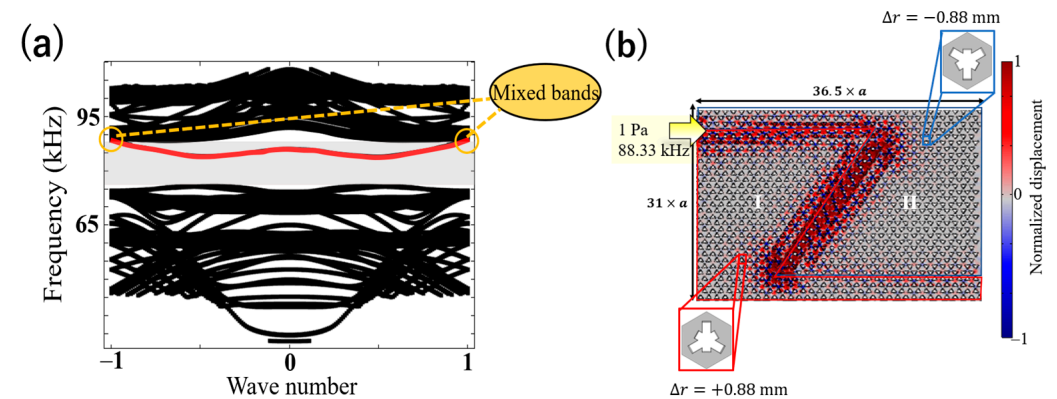 (a)
Frequency (kHz)
95
65
−1
0
1
Wave number
Mixed bands
(b)
Δr = −0.88 mm
36.5 × a
1 Pa
88.33 kHz
31 × a
I
II
Δr = +0.88 mm
1
0
−1
Normalized displacement